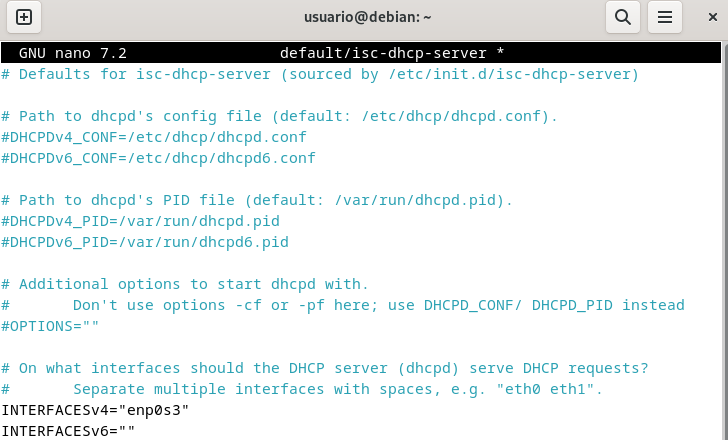 usuario@debian: ~
GNU nano 7.2 default/isc-dhcp-server *
# Defaults for isc-dhcp-server (sourced by /etc/init.d/isc-dhcp-server)
# Path to dhcpd's config file (default: /etc/dhcp/dhcpd.conf).
#DHCPDv4_CONF=/etc/dhcp/dhcpd.conf
#DHCPDv6_CONF=/etc/dhcp/dhcpd6.conf
# Path to dhcpd's PID file (default: /var/run/dhcpd.pid).
#DHCPDv4_PID=/var/run/dhcpd.pid
#DHCPDv6_PID=/var/run/dhcpd6.pid
# Additional options to start dhcpd with.
#       Don't use options -cf or -pf here; use DHCPD_CONF/ DHCPD_PID instead
#OPTIONS=""
# On what interfaces should the DHCP server (dhcpd) serve DHCP requests?
#       Separate multiple interfaces with spaces, e.g. "eth0 eth1".
INTERFACESv4="enp0s3"
INTERFACESv6=""